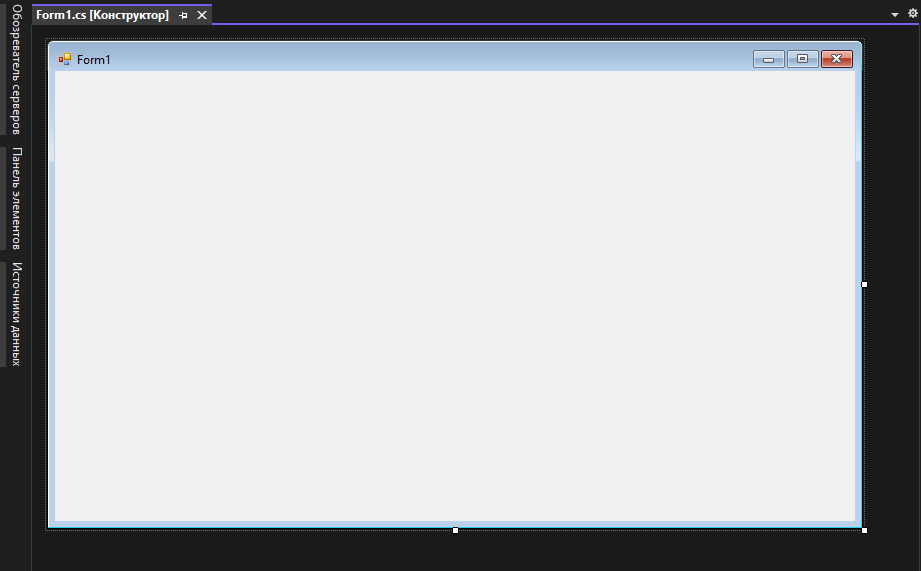 Form1.cs [Конструктор]
Обозреватель серверов
Панель элементов
Источники данных
Form1